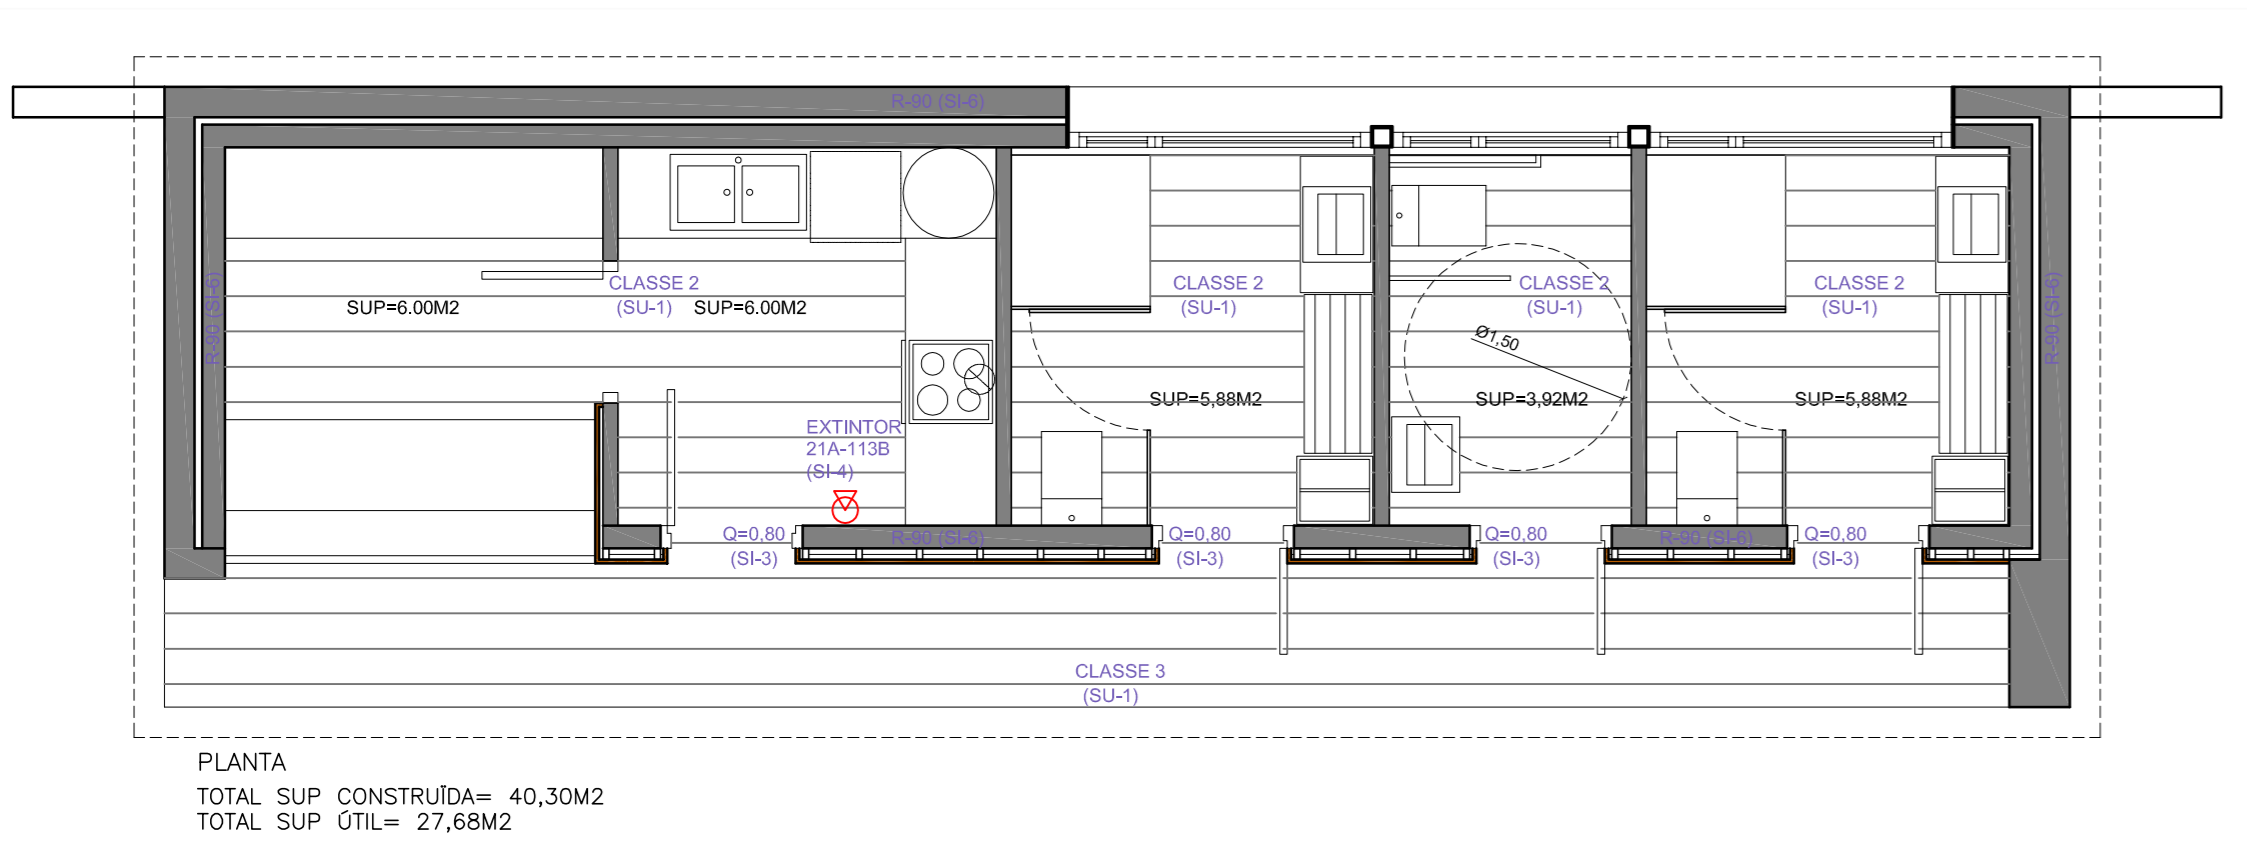 R-90 (SI-6)
R-90 (SI-6)
SUP=6.00M2
CLASSE 2
(SU-1)
SUP=6.00M2
CLASSE 2
(SU-1)
CLASSE 2
(SU-1)
CLASSE 2
(SU-1)
R-90 (SI-6)
Ø1,50
SUP=5,88M2
SUP=3,92M2
SUP=5,88M2
EXTINTOR
21A-113B
(SI-4)
Q=0,80
(SI-3)
R-90 (SI-6)
Q=0,80
(SI-3)
Q=0,80
(SI-3)
R-90 (SI-6)
Q=0,80
(SI-3)
CLASSE 3
(SU-1)
PLANTA
TOTAL SUP CONSTRUÏDA= 40,30M2
TOTAL SUP ÚTIL= 27,68M2